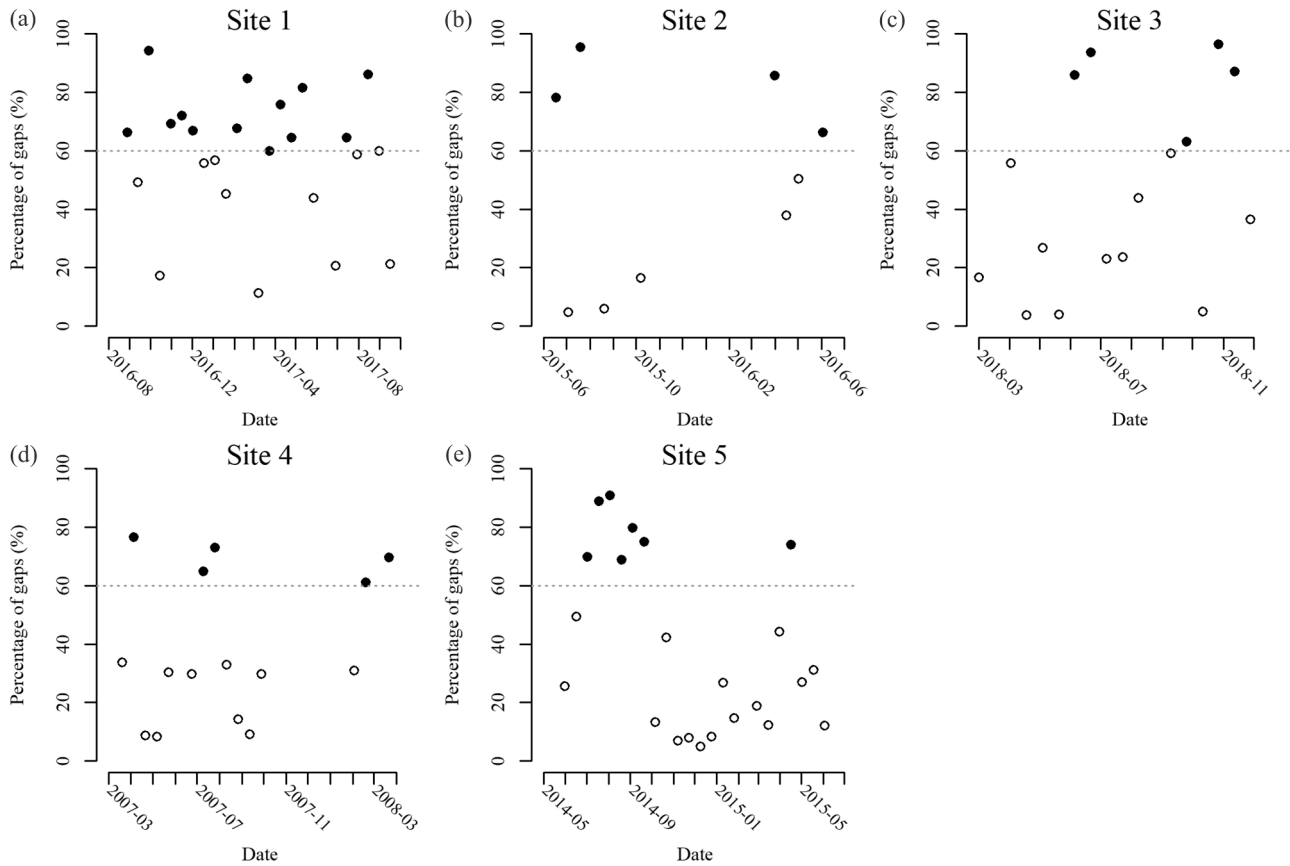 (a) Site 1
Percentage of gaps (%)
100
80
60
40
20
0
2016-08 2016-12 2017-04 2017-08
Date
(b) Site 2
Percentage of gaps (%)
100
80
60
40
20
0
2015-06 2015-10 2016-02 2016-06
Date
(c) Site 3
Percentage of gaps (%)
100
80
60
40
20
0
2018-03 2018-07 2018-11
Date
(d) Site 4
Percentage of gaps (%)
100
80
60
40
20
0
2007-03 2007-07 2007-11 2008-03
Date
(e) Site 5
Percentage of gaps (%)
100
80
60
40
20
0
2014-05 2014-09 2015-01 2015-05
Date